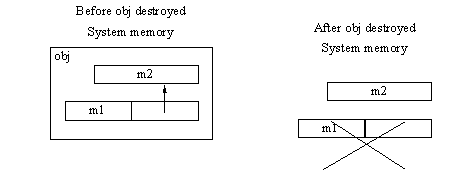 Before obj destroyed
System memory
obj
m2
m1
After obj destroyed
System memory
m2
m1